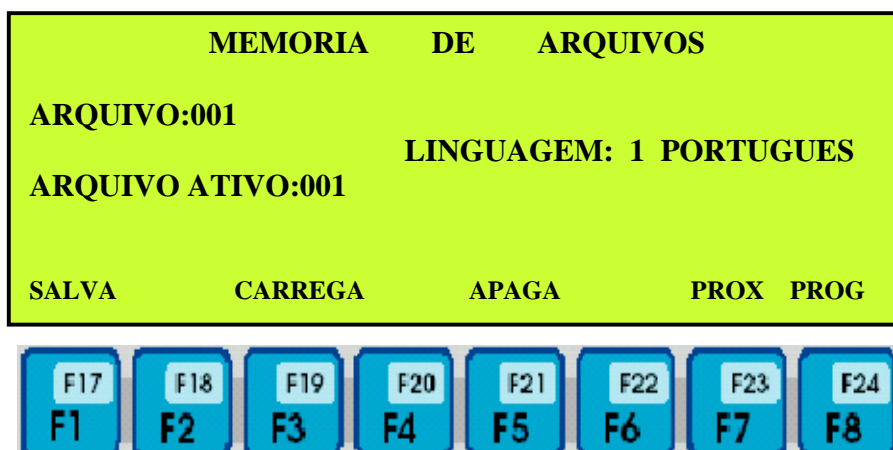 MEMORIA DE ARQUIVOS
ARQUIVO:001
LINGUAGEM: 1 PORTUGUES
ARQUIVO ATIVO:001
SALVA CARREGA APAGA PROX PROG
F17 F18 F19 F20 F21 F22 F23 F24
F1 F2 F3 F4 F5 F6 F7 F8